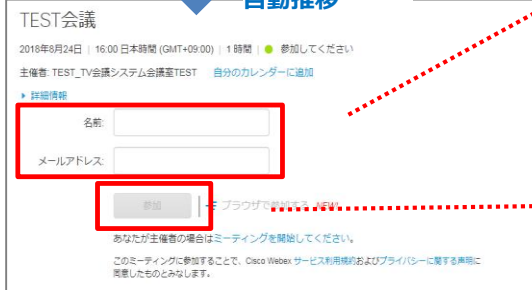 自動推移
TEST会議
2018年8月24日 | 16:00 日本時間 (GMT+09:00) | 1時間 | 参加してください
主催者: TEST_TV会議システム会議室TEST 自分のカレンダーに追加
詳細情報
名前:
メールアドレス:
参加 ブラウザで参加する NEW!
あなたが主催者の場合はミーティングを開始してください。
このミーティングに参加することで、Cisco Webex サービス利用規約およびプライバシーに関する声明に
同意したものとみなします。